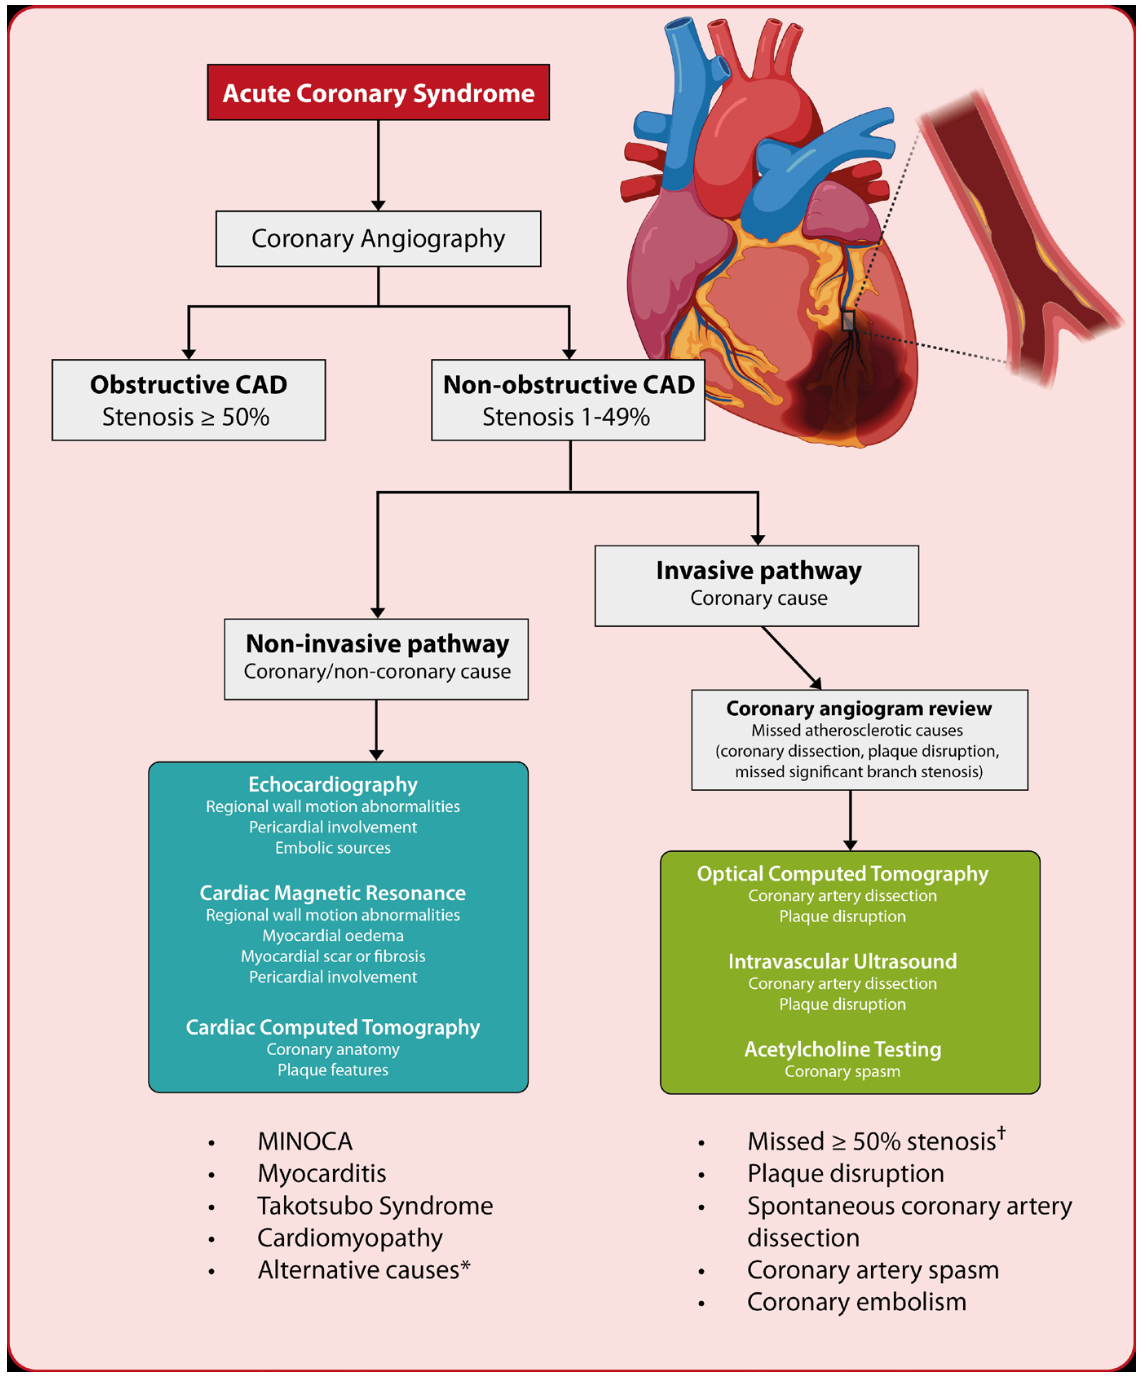 Acute Coronary Syndrome
Coronary Angiography
Obstructive CAD
Stenosis ≥ 50%
Non-obstructive CAD
Stenosis 1-49%
Invasive pathway
Coronary cause
Non-invasive pathway
Coronary/non-coronary cause
Coronary angiogram review
Missed atherosclerotic causes
(coronary dissection, plaque disruption,
missed significant branch stenosis)
Echocardiography
Regional wall motion abnormalities
Pericardial involvement
Embolic sources
Cardiac Magnetic Resonance
Regional wall motion abnormalities
Myocardial oedema
Myocardial scar or fibrosis
Pericardial involvement
Cardiac Computed Tomography
Coronary anatomy
Plaque features
Optical Computed Tomography
Coronary artery dissection
Plaque disruption
Intravascular Ultrasound
Coronary artery dissection
Plaque disruption
Acetylcholine Testing
Coronary spasm
• MINOCA
• Myocarditis
• Takotsubo Syndrome
• Cardiomyopathy
• Alternative causes*
• Missed ≥ 50% stenosis†
• Plaque disruption
• Spontaneous coronary artery
dissection
• Coronary artery spasm
• Coronary embolism